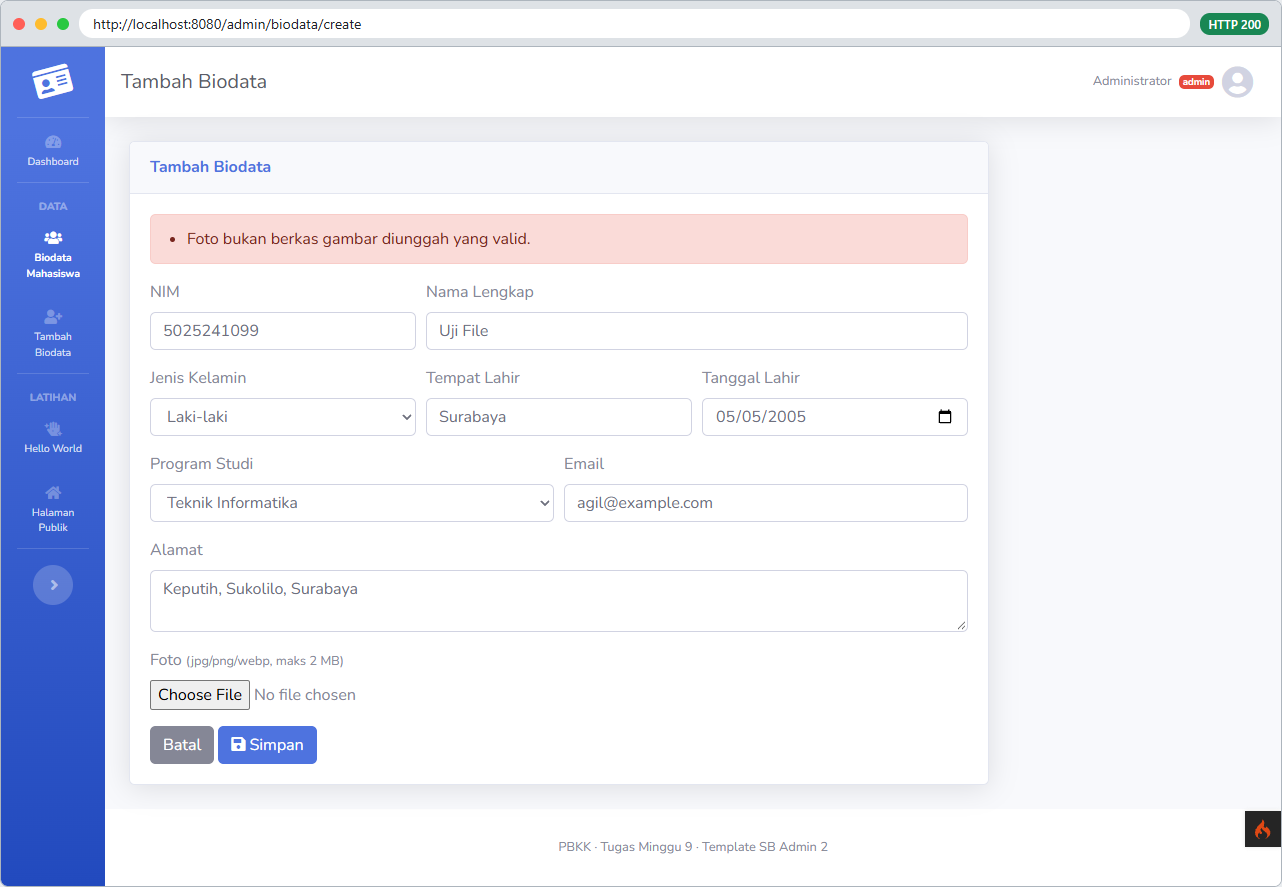 http://localhost:8080/admin/biodata/create
HTTP 200
Tambah Biodata
Administrator admin
Dashboard
DATA
Biodata
Mahasiswa
Tambah
Biodata
LATIHAN
Hello World
Halaman
Publik
Tambah Biodata
• Foto bukan berkas gambar diunggah yang valid.
NIM Nama Lengkap
5025241099 Uji File
Jenis Kelamin Tempat Lahir Tanggal Lahir
Laki-laki Surabaya 05/05/2005
Program Studi Email
Teknik Informatika agil@example.com
Alamat
Keputih, Sukolilo, Surabaya
Foto (jpg/png/webp, maks 2 MB)
Choose File No file chosen
Batal Simpan
PBKK · Tugas Minggu 9 · Template SB Admin 2